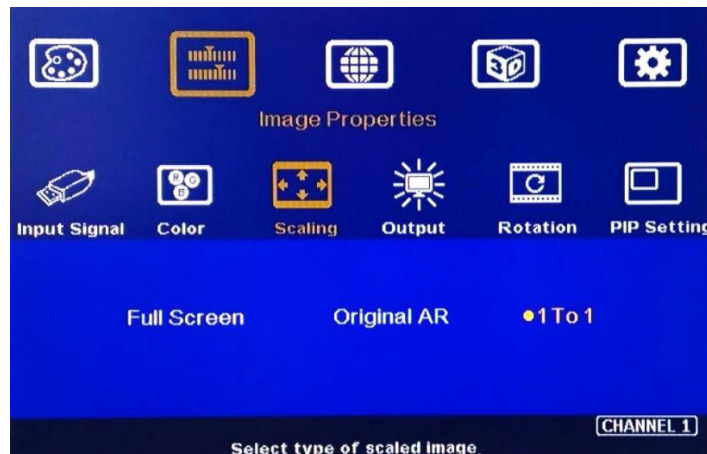 3D
Image Properties
R G
B
Input Signal Color Scaling Output Rotation PIP Setting
Full Screen Original AR 1 To 1
CHANNEL 1
Select type of scaled image.